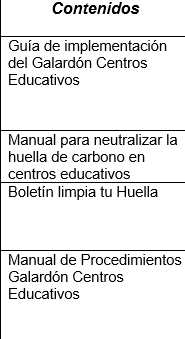 Contenidos
Guía de implementación
del Galardón Centros
Educativos
Manual para neutralizar la
huella de carbono en
centros educativos
Boletín limpia tu Huella
Manual de Procedimientos
Galardón Centros
Educativos